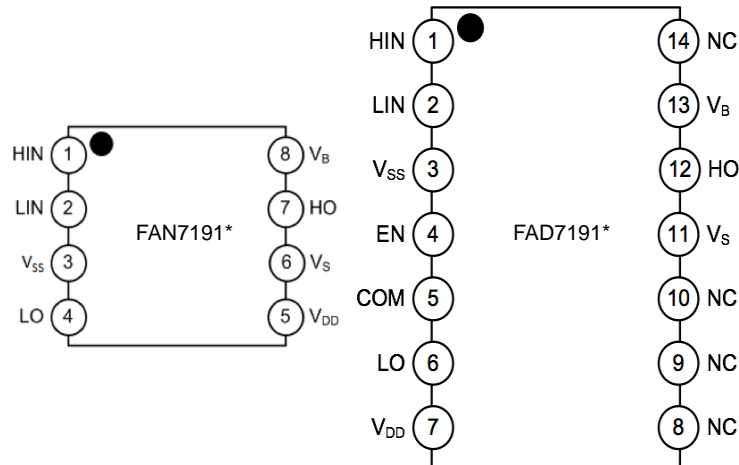 HIN 1 8 VB
LIN 2 7 HO
FAN7191*
VSS 3 6 VS
LO 4 5 VDD
HIN 1 14 NC
LIN 2 13 VB
VSS 3 12 HO
EN 4 FAD7191* 11 VS
COM 5 10 NC
LO 6 9 NC
VDD 7 8 NC